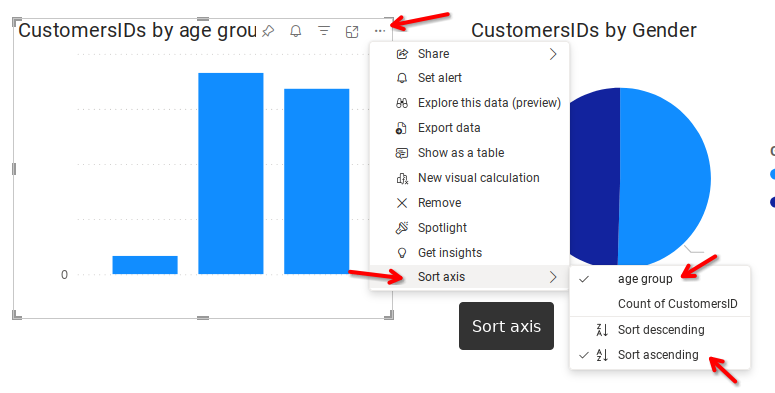 CustomersIDs by age grou
CustomersIDs by Gender
Share
Set alert
Explore this data (preview)
Export data
Show as a table
New visual calculation
Remove
Spotlight
Get insights
Sort axis
0
age group
Count of CustomersID
Sort descending
Sort ascending
Sort axis